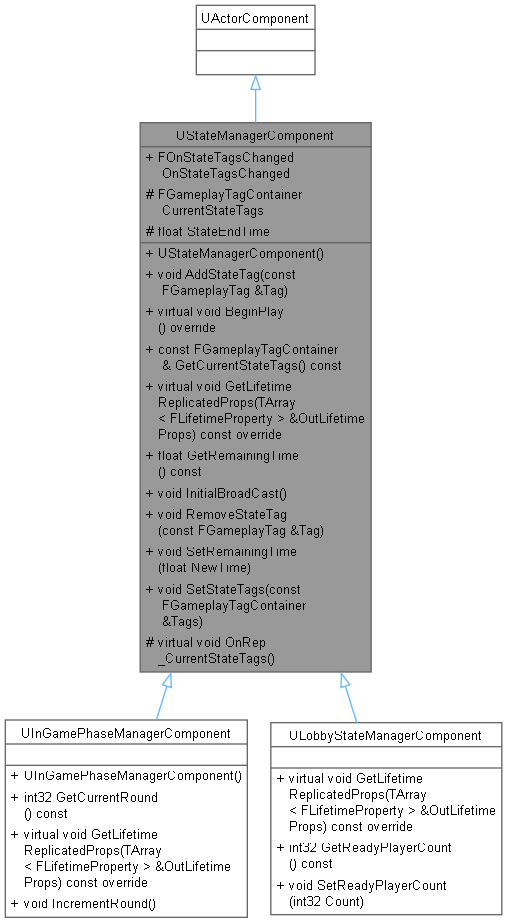 UActorComponent
UStateManagerComponent
+ FOnStateTagsChanged
OnStateTagsChanged
# FGameplayTagContainer
CurrentStateTags
# float StateEndTime
+ UStateManagerComponent()
+ void AddStateTag(const
FGameplayTag &Tag)
+ virtual void BeginPlay
() override
+ const FGameplayTagContainer
& GetCurrentStateTags() const
+ virtual void GetLifetime
ReplicatedProps(TArray
< FLifetimeProperty > &OutLifetime
Props) const override
+ float GetRemainingTime
() const
+ void InitialBroadCast()
+ void RemoveStateTag
(const FGameplayTag &Tag)
+ void SetRemainingTime
(float NewTime)
+ void SetStateTags(const
FGameplayTagContainer
&Tags)
# virtual void OnRep
_CurrentStateTags()
UInGamePhaseManagerComponent
+ UInGamePhaseManagerComponent()
+ int32 GetCurrentRound
() const
+ virtual void GetLifetime
ReplicatedProps(TArray
< FLifetimeProperty > &OutLifetime
Props) const override
+ void IncrementRound()
ULobbyStateManagerComponent
+ virtual void GetLifetime
ReplicatedProps(TArray
< FLifetimeProperty > &OutLifetime
Props) const override
+ int32 GetReadyPlayerCount
() const
+ void SetReadyPlayerCount
(int32 Count)